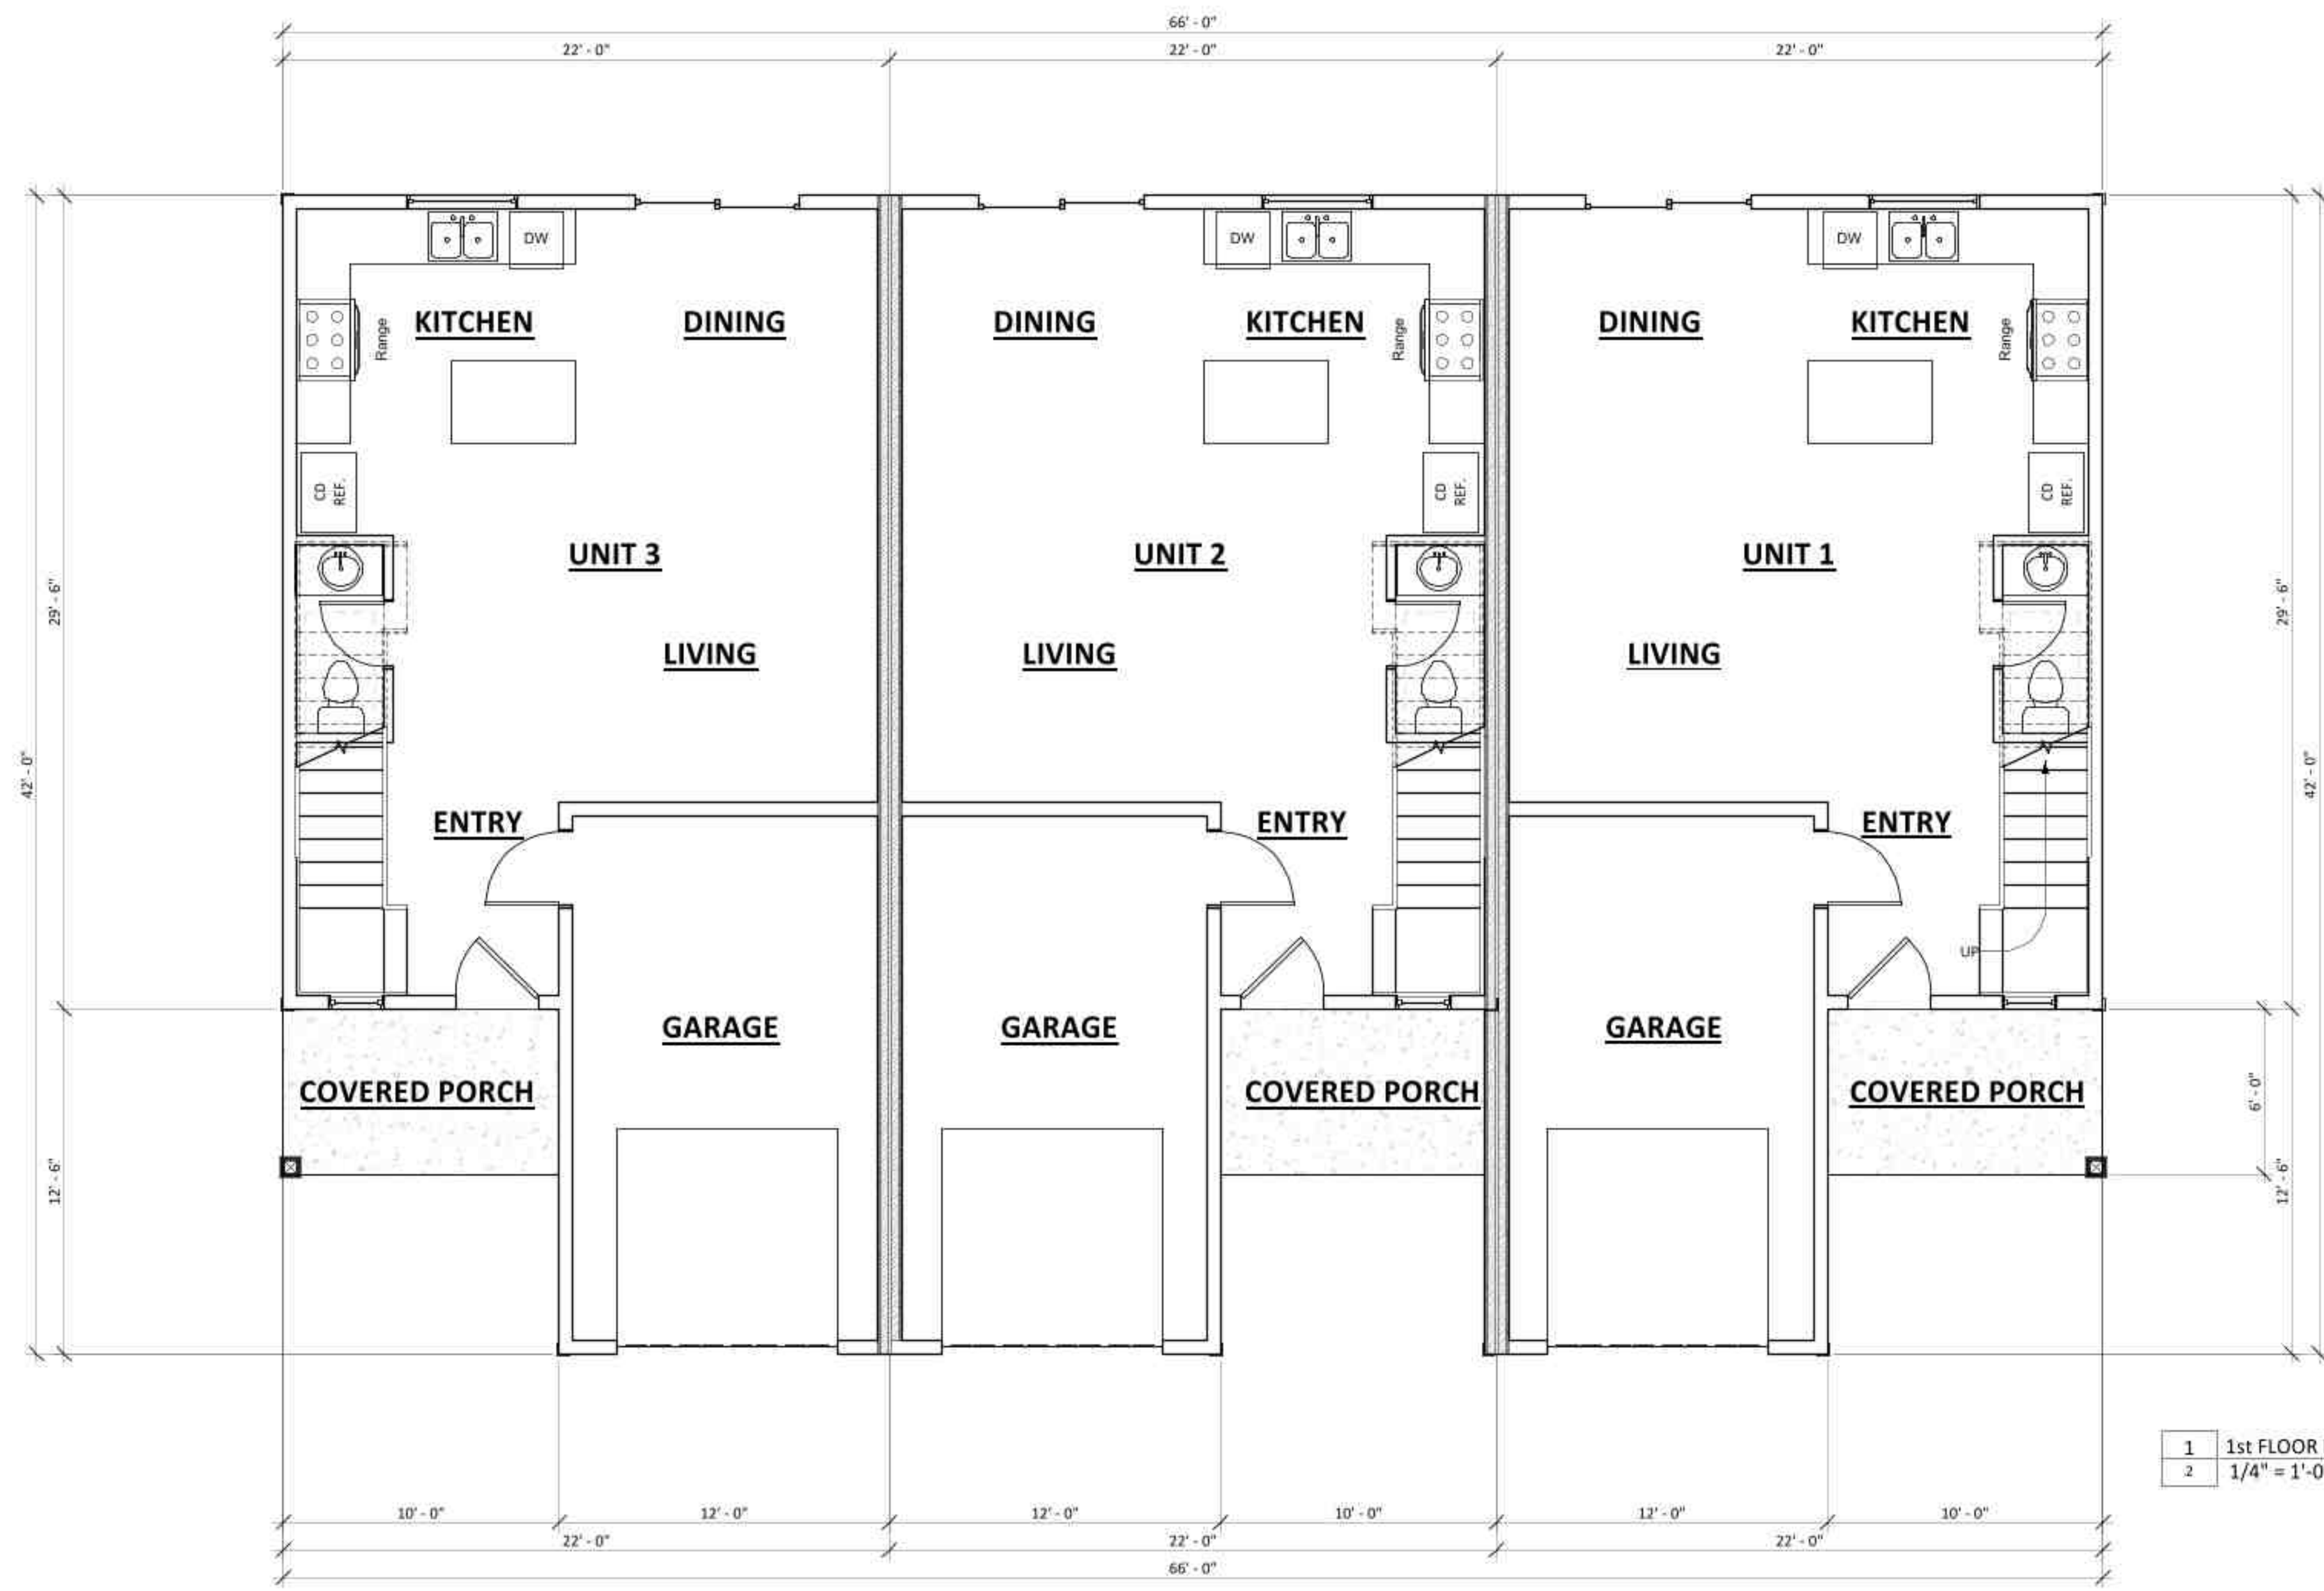 66' - 0"
22' - 0"
22' - 0"
22' - 0"
DW
DW
DW
KITCHEN
DINING
DINING
KITCHEN
DINING
KITCHEN
Range
Range
Range
CD
REF.
CD
REF.
CD
REF.
UNIT 3
UNIT 2
UNIT 1
29' - 6"
29' - 6"
LIVING
LIVING
LIVING
42' - 0"
42' - 0"
ENTRY
ENTRY
ENTRY
UP
GARAGE
GARAGE
GARAGE
COVERED PORCH
COVERED PORCH
COVERED PORCH
6' - 0"
12' - 6"
12' - 6"
1 1st FLOOR
2 1/4" = 1'-0
10' - 0"
12' - 0"
12' - 0"
10' - 0"
12' - 0"
10' - 0"
22' - 0"
22' - 0"
22' - 0"
66' - 0"